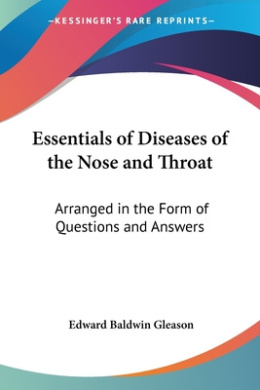 KESSINGER'S RARE REPRINTS
Essentials of Diseases of
the Nose and Throat
Arranged in the Form of
Questions and Answers
Edward Baldwin Gleason